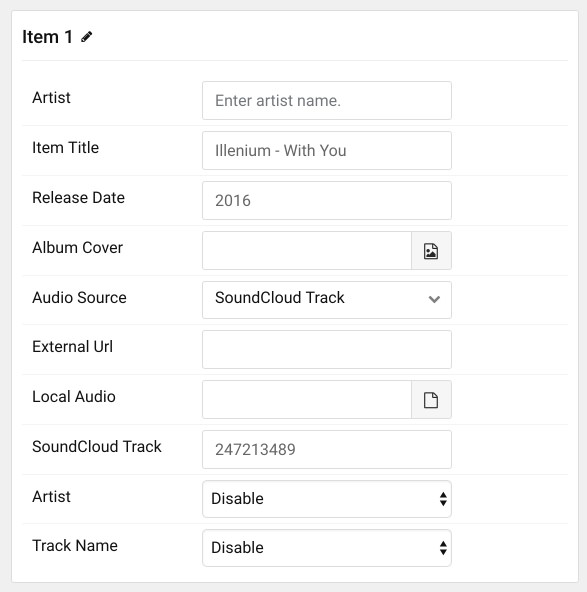 Item 1
Artist
Enter artist name.
Item Title
Illenium - With You
Release Date
2016
Album Cover
Audio Source
SoundCloud Track
External Url
Local Audio
SoundCloud Track
247213489
Artist
Disable
Track Name
Disable